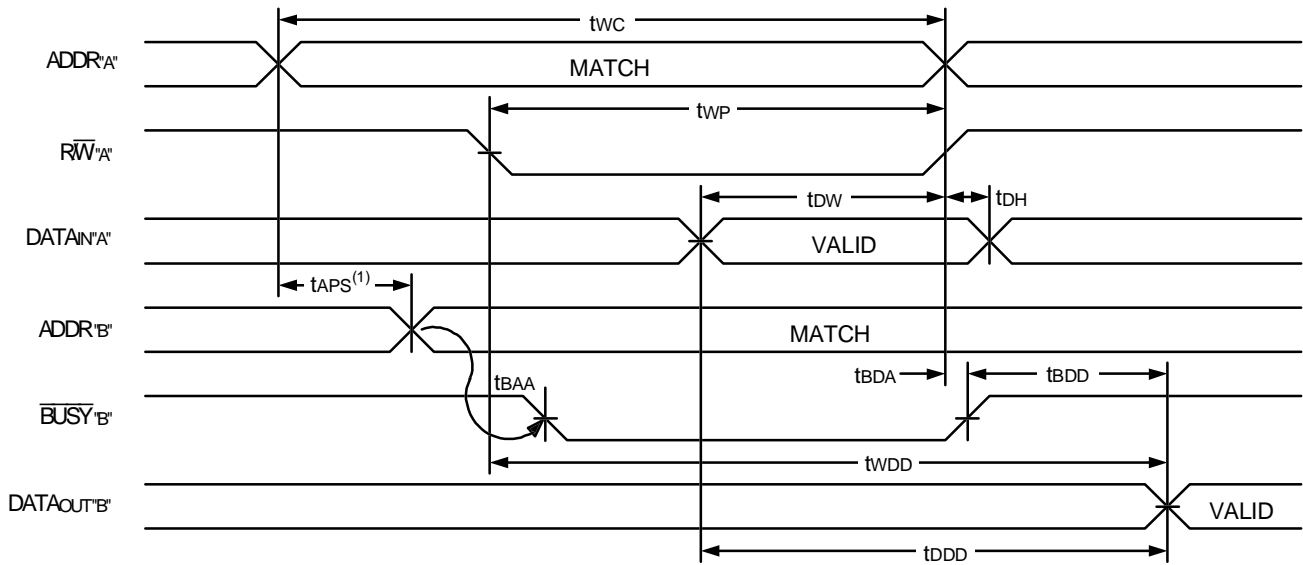 tWC
ADDR"A"
MATCH
tWP
R/W̅"A"
tDW
tDH
DATAIN"A"
VALID
tAPS(1)
ADDR"B"
MATCH
tBAA
tBDA
tBDD
B̅U̅S̅Y̅"B"
tWDD
DATAOUT"B"
VALID
tDDD